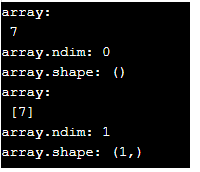 array:
 7
array.ndim: 0
array.shape: ()
array:
 [7]
array.ndim: 1
array.shape: (1,)